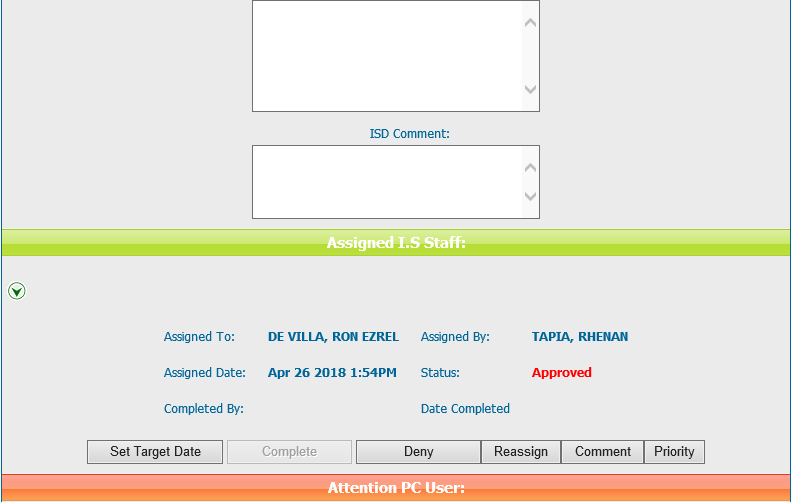 ISD Comment:
Assigned I.S Staff:
Assigned To: DE VILLA, RON EZREL Assigned By: TAPIA, RHENAN
Assigned Date: Apr 26 2018 1:54PM Status: Approved
Completed By: Date Completed
Set Target Date Complete Deny Reassign Comment Priority
Attention PC User: